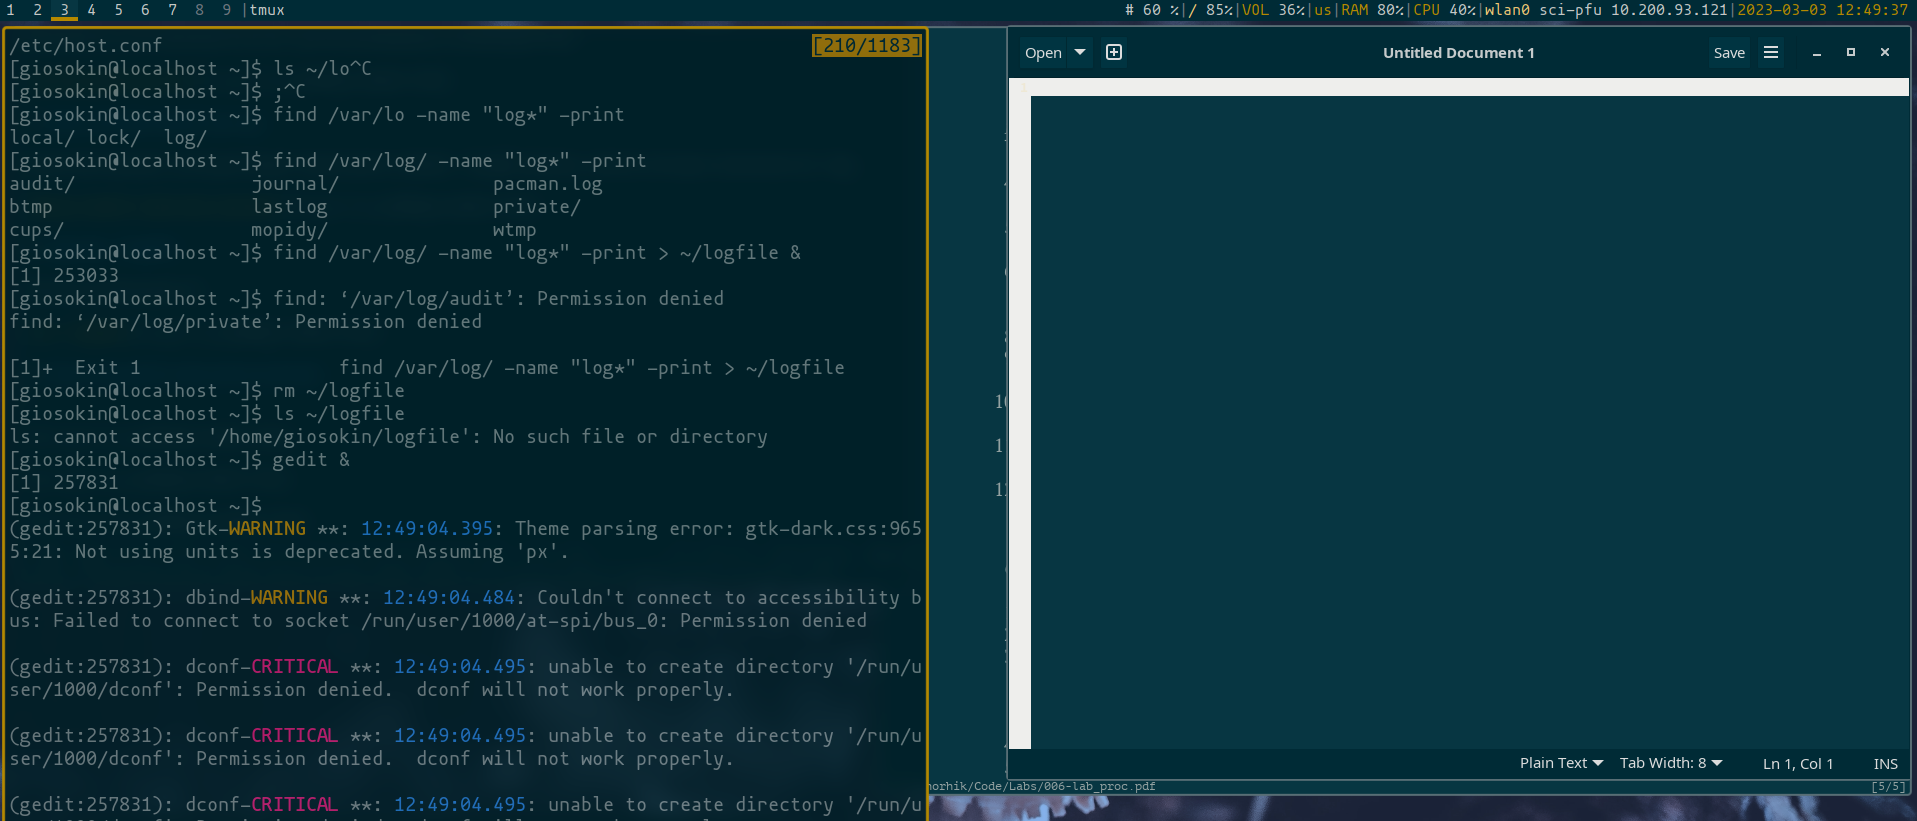 1 2 3 4 5 6 7 8 9 |tmux
# 60 %|/ 85%|VOL 36%|us|RAM 80%|CPU 40%|wlan0 sci-pfu 10.200.93.121|2023-03-03 12:49:37
/etc/host.conf [210/1183]
[giosokin@localhost ~]$ ls ~/lo^C
[giosokin@localhost ~]$ ;^C
[giosokin@localhost ~]$ find /var/lo -name "log*" -print
local/ lock/  log/
[giosokin@localhost ~]$ find /var/log/ -name "log*" -print
audit/                journal/              pacman.log
btmp                  lastlog               private/
cups/                 mopidy/               wtmp
[giosokin@localhost ~]$ find /var/log/ -name "log*" -print > ~/logfile &
[1] 253033
[giosokin@localhost ~]$ find: ‘/var/log/audit’: Permission denied
find: ‘/var/log/private’: Permission denied
[1]+  Exit 1                  find /var/log/ -name "log*" -print > ~/logfile
[giosokin@localhost ~]$ rm ~/logfile
[giosokin@localhost ~]$ ls ~/logfile
ls: cannot access '/home/giosokin/logfile': No such file or directory
[giosokin@localhost ~]$ gedit &
[1] 257831
[giosokin@localhost ~]$
(gedit:257831): Gtk-WARNING **: 12:49:04.395: Theme parsing error: gtk-dark.css:965
5:21: Not using units is deprecated. Assuming 'px'.
(gedit:257831): dbind-WARNING **: 12:49:04.484: Couldn't connect to accessibility b
us: Failed to connect to socket /run/user/1000/at-spi/bus_0: Permission denied
(gedit:257831): dconf-CRITICAL **: 12:49:04.495: unable to create directory '/run/u
ser/1000/dconf': Permission denied.  dconf will not work properly.
(gedit:257831): dconf-CRITICAL **: 12:49:04.495: unable to create directory '/run/u
ser/1000/dconf': Permission denied.  dconf will not work properly.
(gedit:257831): dconf-CRITICAL **: 12:49:04.495: unable to create directory '/run/u
Open
Untitled Document 1
Save
10
1
1
Plain Text
Tab Width: 8
Ln 1, Col 1
INS
horhik/Code/Labs/006-lab_proc.pdf
[5/5]